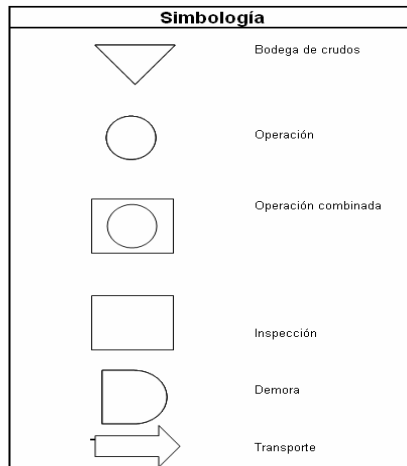 Simbología
Bodega de crudos
Operación
Operación combinada
Inspección
Demora
Transporte